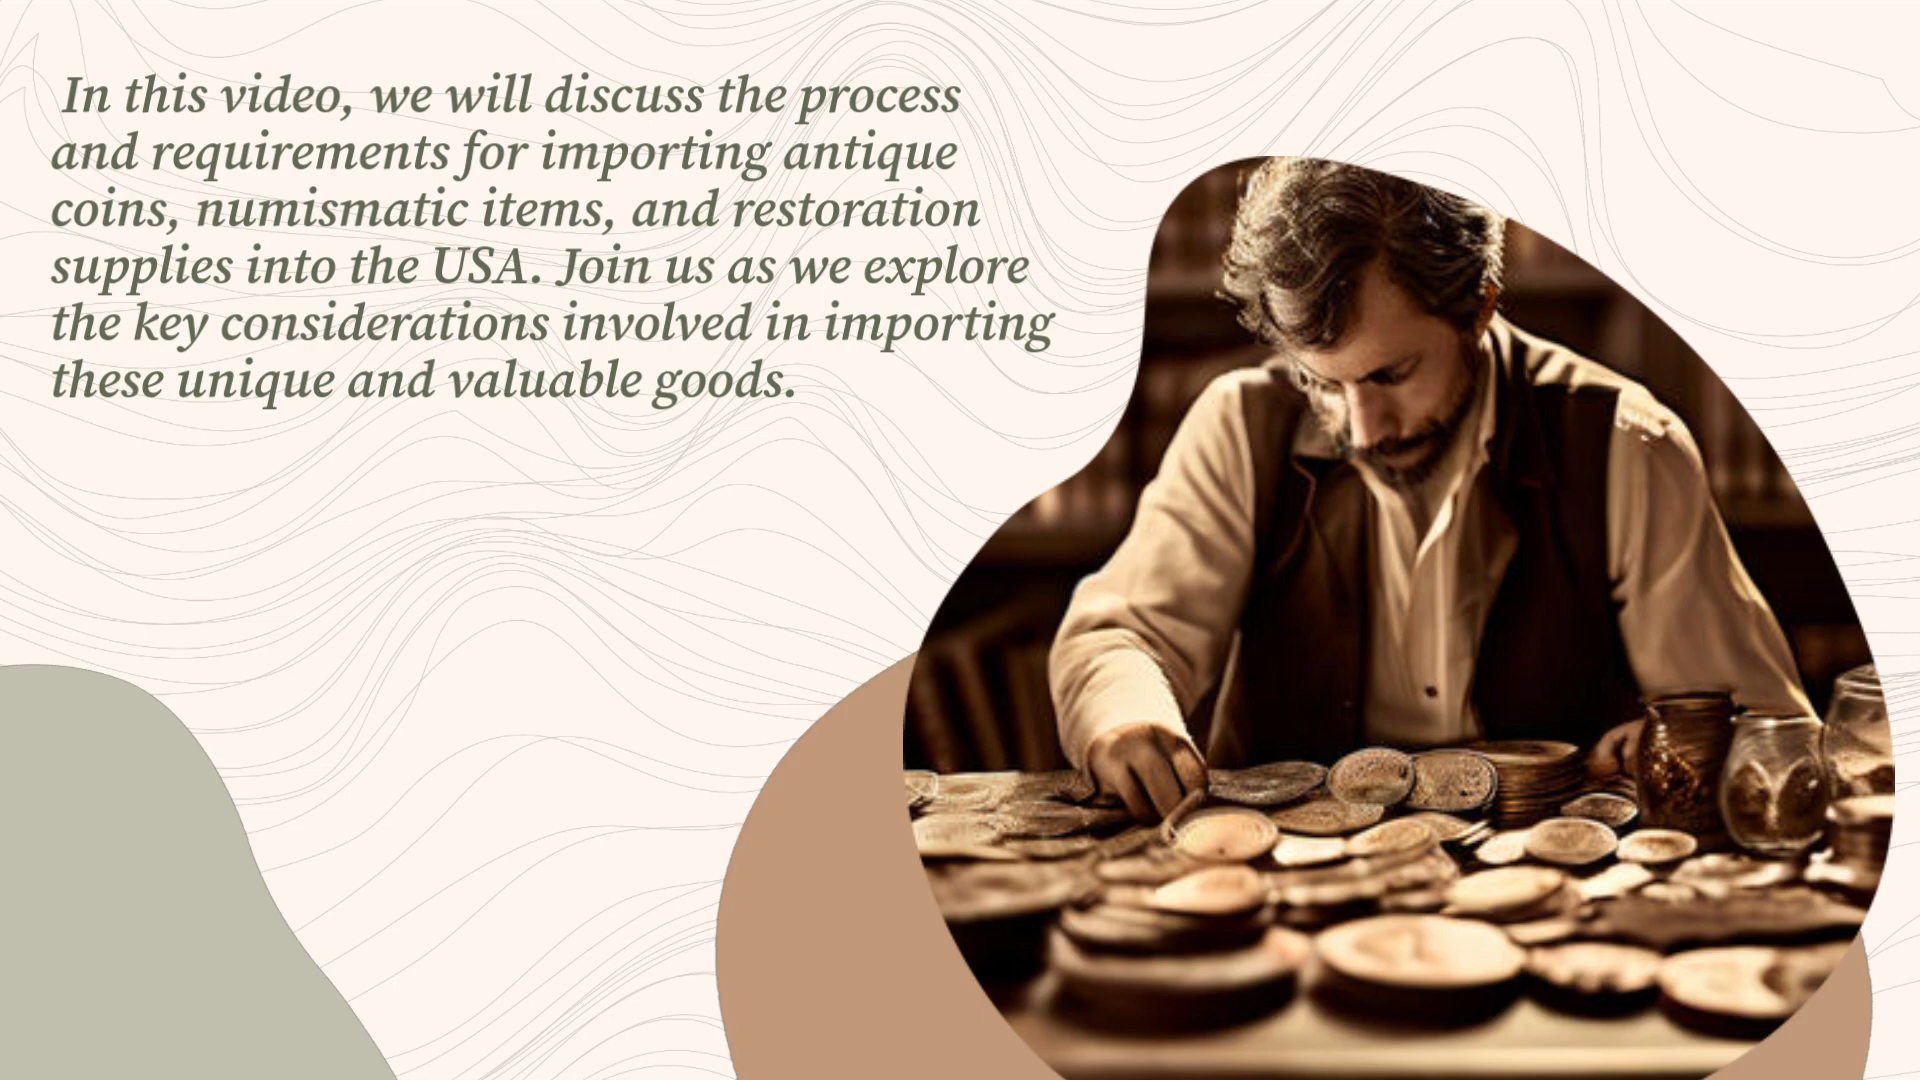 In this video, we will discuss the process
and requirements for importing antique
coins, numismatic items, and restoration
supplies into the USA. Join us as we explore
the key considerations involved in importing
these unique and valuable goods.